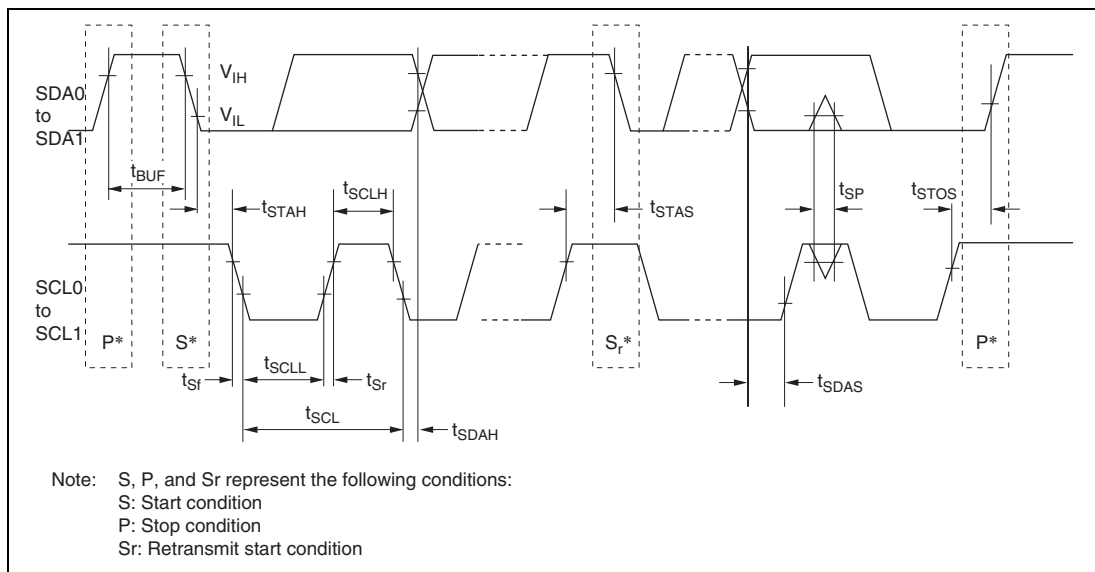 SDA0
to
SDA1
V_IH
V_IL
t_BUF
t_STAH
t_SCLH
t_STAS
t_SP
t_STOS
SCL0
to
SCL1
P*
S*
S_r*
P*
t_Sf
t_SCLL
t_Sr
t_SCL
t_SDAH
t_SDAS
Note: S, P, and Sr represent the following conditions:
S: Start condition
P: Stop condition
Sr: Retransmit start condition